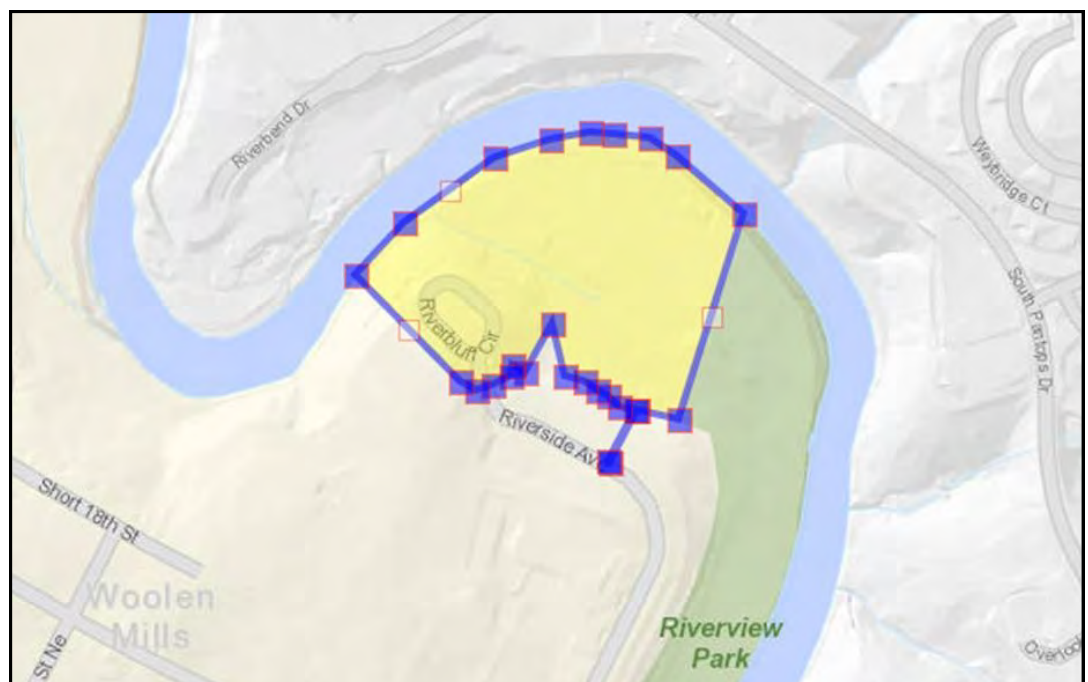 Riverbend Dr
Weybridge Ct
South Pantops Dr
Riverbluff Cir
Riverside Av
Short 18th St
Woolen
Mills
St Ne
Riverview
Park
Overlook